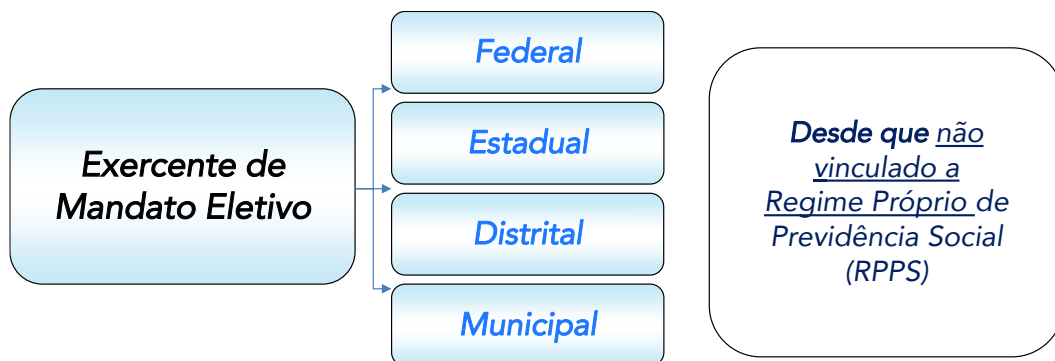 Exercente de
Mandato Eletivo
Federal
Estadual
Distrital
Municipal
Desde que não
vinculado a
Regime Próprio de
Previdência Social
(RPPS)